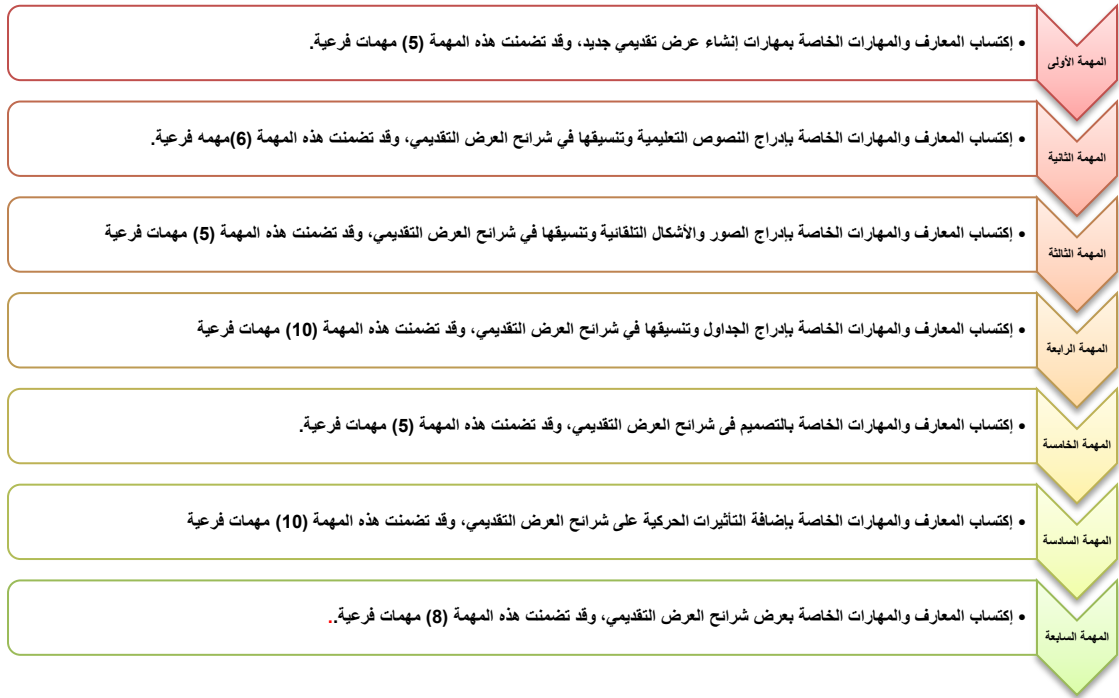 المهمة الأولى
• إكتساب المعارف والمهارات الخاصة بمهارات إنشاء عرض تقديمي جديد، وقد تضمنت هذه المهمة (5) مهمات فرعية.
المهمة الثانية
• إكتساب المعارف والمهارات الخاصة بإدراج النصوص التعليمية وتنسيقها في شرائح العرض التقديمي، وقد تضمنت هذه المهمة (6)مهمه فرعية.
المهمة الثالثة
• إكتساب المعارف والمهارات الخاصة بإدراج الصور والأشكال التلقائية وتنسيقها في شرائح العرض التقديمي، وقد تضمنت هذه المهمة (5) مهمات فرعية
المهمة الرابعة
• إكتساب المعارف والمهارات الخاصة بإدراج الجداول وتنسيقها في شرائح العرض التقديمي، وقد تضمنت هذه المهمة (10) مهمات فرعية
المهمة الخامسة
• إكتساب المعارف والمهارات الخاصة بالتصميم فى شرائح العرض التقديمي، وقد تضمنت هذه المهمة (5) مهمات فرعية.
المهمة السادسة
• إكتساب المعارف والمهارات الخاصة بإضافة التأثيرات الحركية على شرائح العرض التقديمي، وقد تضمنت هذه المهمة (10) مهمات فرعية
المهمة السابعة
• إكتساب المعارف والمهارات الخاصة بعرض شرائح العرض التقديمي، وقد تضمنت هذه المهمة (8) مهمات فرعية..